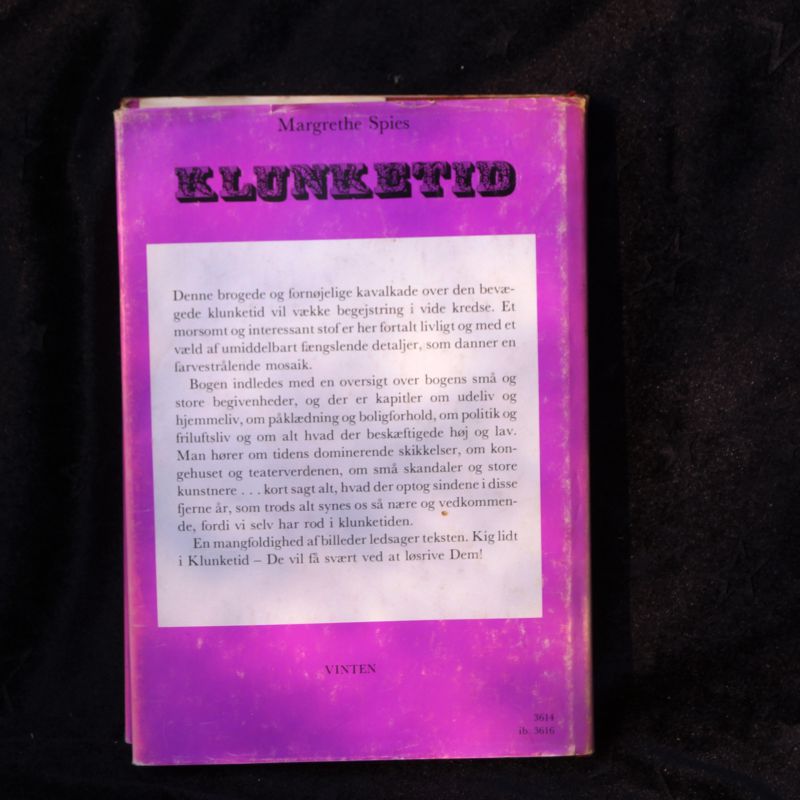 Margrethe Spies
KLUNKETID
Denne brogede og fornøjelige kavalkade over den bevæ-
gede klunketid vil vække begejstring i vide kredse. Et
morsomt og interessant stof er her fortalt livligt og med et
væld af umiddelbart fængslende detaljer, som danner en
farvestrålende mosaik.
Bogen indledes med en oversigt over bogens små og
store begivenheder, og der er kapitler om udeliv og
hjemmeliv, om påklædning og boligforhold, om politik og
friluftsliv og om alt hvad der beskæftigede høj og lav.
Man hører om tidens dominerende skikkelser, om kon-
gehuset og teaterverdenen, om små skandaler og store
kunstnere . . . kort sagt alt, hvad der optog sindene i disse
fjerne år, som trods alt synes os så nære og vedkommen-
de, fordi vi selv har rod i klunketiden.
En mangfoldighed af billeder ledsager teksten. Kig lidt
i Klunketid – De vil få svært ved at løsrive Dem!
VINTEN
3614
ib. 3616